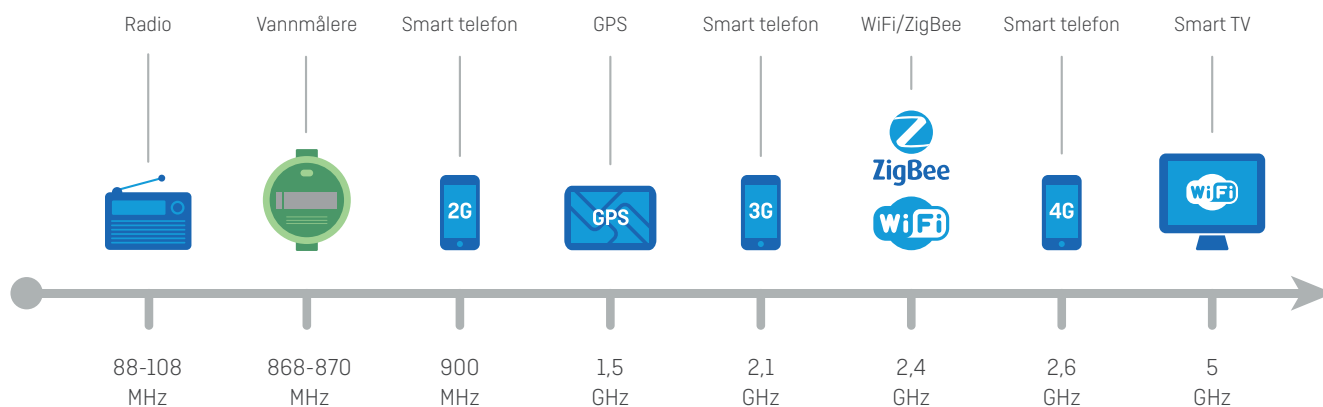 Radio
Vannmålere
Smart telefon
GPS
Smart telefon
WiFi/ZigBee
Smart telefon
Smart TV
2G
GPS
3G
Z
ZigBee
WiFi
4G
WiFi
88-108
MHz
868-870
MHz
900
MHz
1,5
GHz
2,1
GHz
2,4
GHz
2,6
GHz
5
GHz